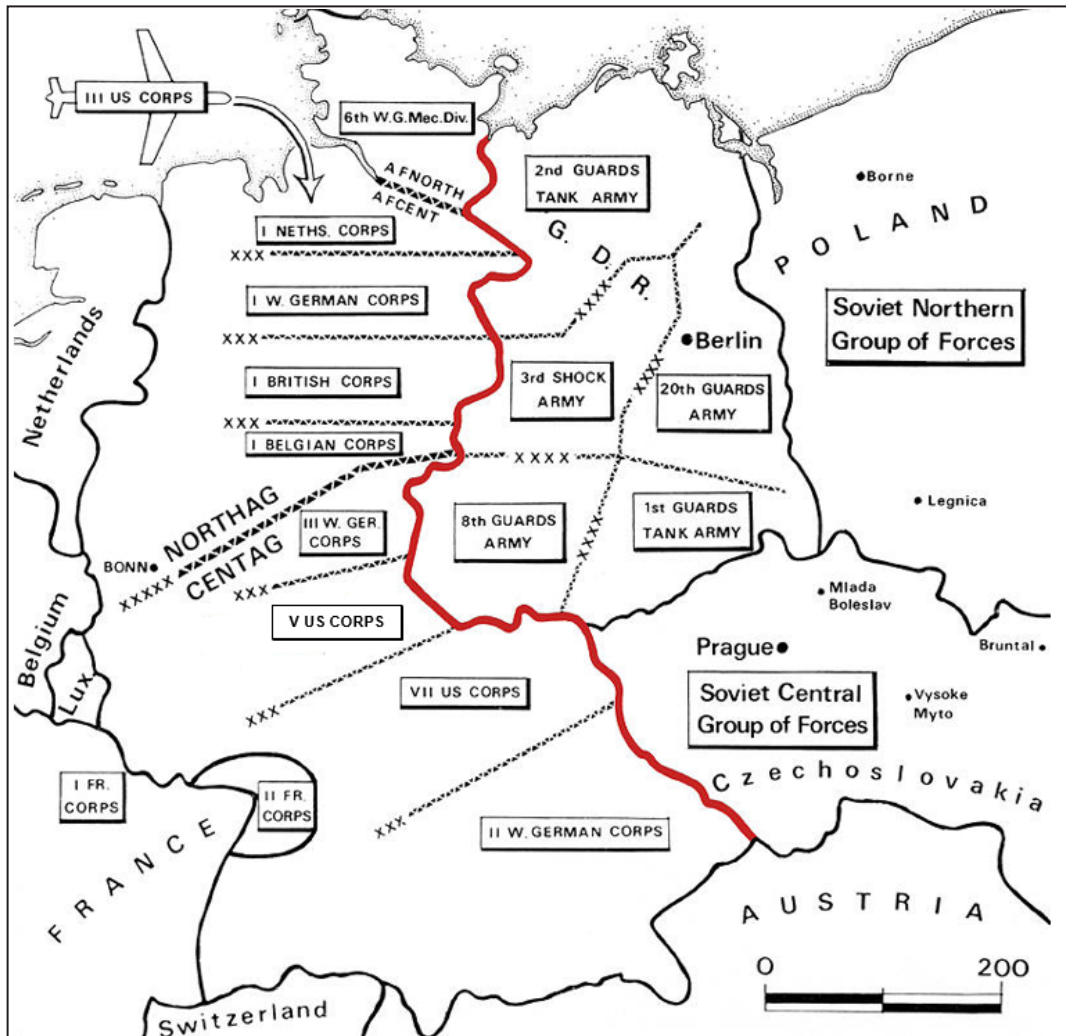 III US CORPS
6th W.G.Mec.Div.
AFNORTH
AFCENT
2nd GUARDS
TANK ARMY
Borne
POLAND
I NETHS. CORPS
G. D. R.
XXX
I W. GERMAN CORPS
XXXX
Soviet Northern
Group of Forces
XXX
Berlin
Netherlands
I BRITISH CORPS
3rd SHOCK
ARMY
XXXX
20th GUARDS
ARMY
XXX
I BELGIAN CORPS
XXXX
NORTHAG
CENTAG
III W. GER.
CORPS
8th GUARDS
ARMY
1st GUARDS
TANK ARMY
Legnica
XXXX
BONN
XXXXX
XXX
Mlada
Boleslav
V US CORPS
Belgium
Lux.
Prague
Bruntal
VII US CORPS
Soviet Central
Group of Forces
Vysoke
Myto
XXX
Czechoslovakia
I FR.
CORPS
II FR.
CORPS
XXX
II W. GERMAN CORPS
FRANCE
AUSTRIA
0 200
Switzerland